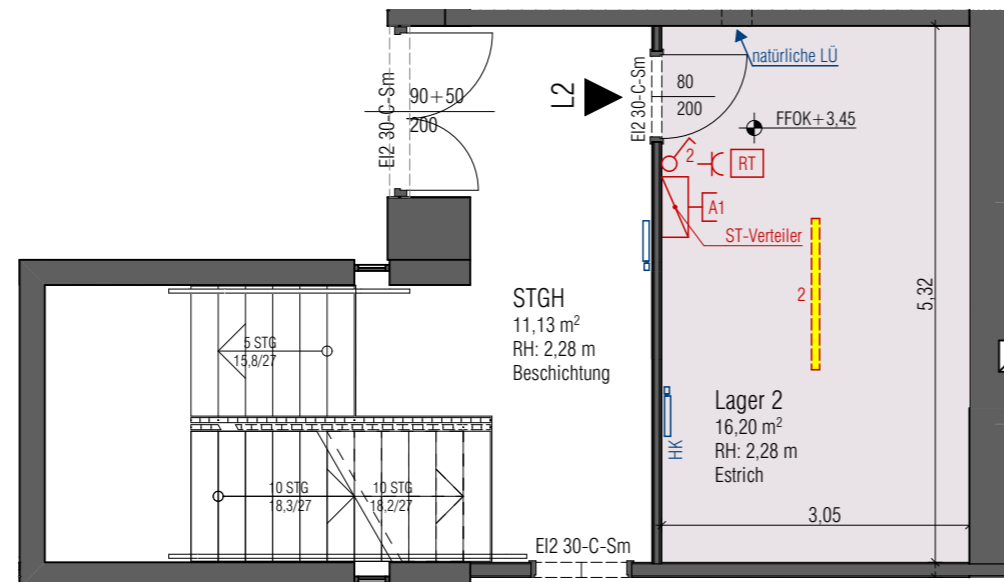 EI2 30-C-Sm
90+50
200
L2
EI2 30-C-Sm
80
200
natürliche LÜ
FFOK+3,45
2
RT
A1
ST-Verteiler
2
5,32
STGH
11,13 m²
RH: 2,28 m
Beschichtung
5 STG
15,8/27
HK
Lager 2
16,20 m²
RH: 2,28 m
Estrich
10 STG
18,3/27
10 STG
18,2/27
3,05
EI2 30-C-Sm